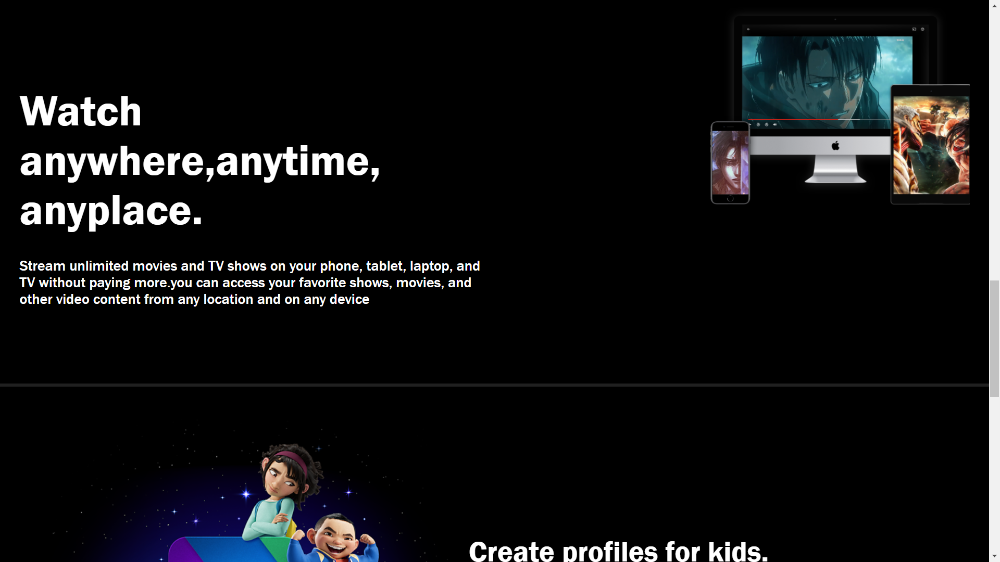 Watch
anywhere,anytime,
anyplace.
Stream unlimited movies and TV shows on your phone, tablet, laptop, and
TV without paying more.you can access your favorite shows, movies, and
other video content from any location and on any device
Create profiles for kids.